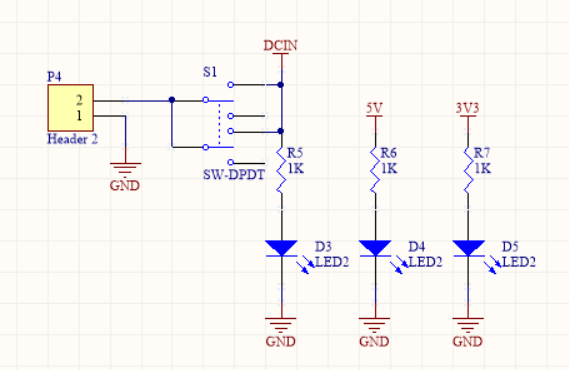 DCIN
P4
S1
2
1
Header 2
GND
SW-DPDT
R5
1K
D3
LED2
GND
5V
R6
1K
D4
LED2
GND
3V3
R7
1K
D5
LED2
GND